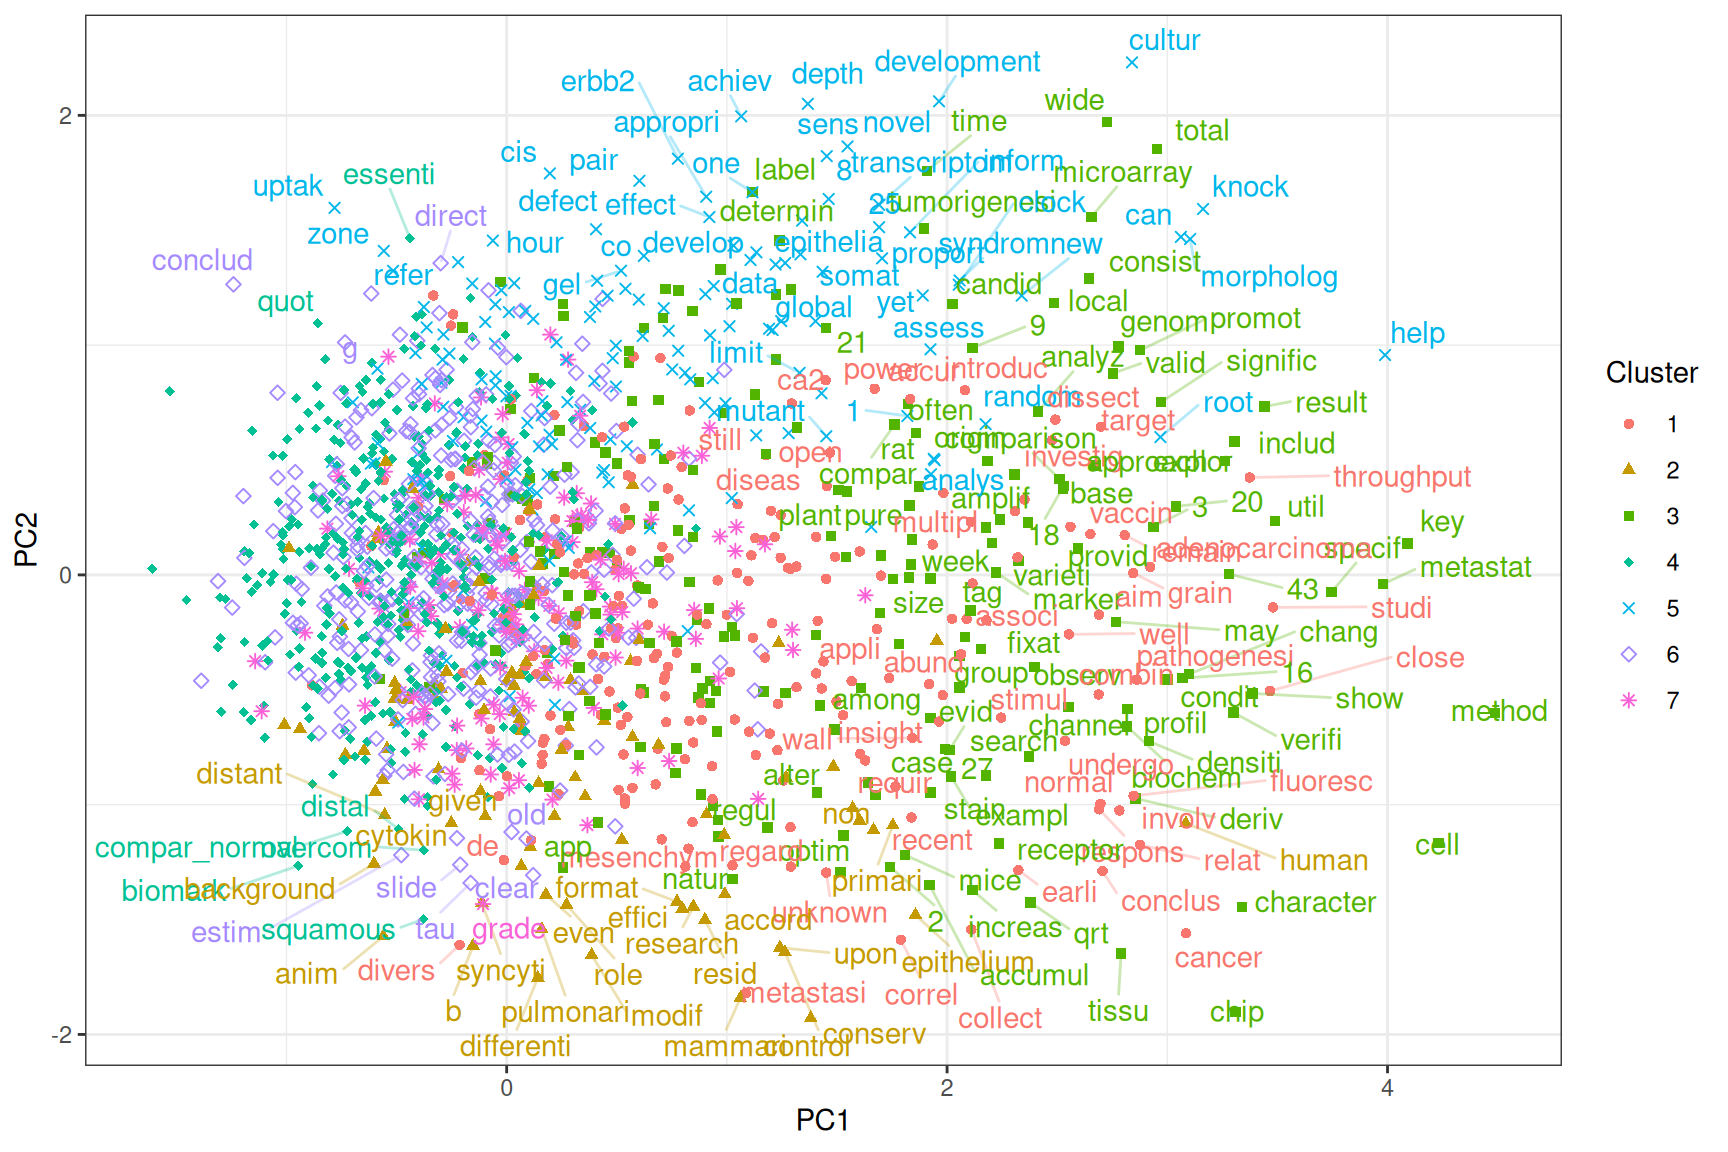 cultur
depth development
erbb2 achiev
wide
appropri sens novel time
total
cis pair one label 8 transcriptom inform
microarray
uptak essenti
knock
direct defect effect determin 25 tumorigenesi clock can
zone hour co develop epithelia proport syndrom new
conclud refer gel data somat candid consist morpholog
quot global yet local
g assess 9 genom promot
limit 21 analyz valid signific help
ca2 power accur introduc
mutant 1 often random dissect root result
still open rat origin comparison target includ
diseas compar analys investig approach explor throughput
amplif base
plant pure multipl 18 vaccin 3 20 util key
week varieti provid remain adenocarcinoma specif metastat
size tag marker aim grain 43 studi
associ well may chang
appli abund fixat pathogenesi close
group observ combin 16
among evid stimul condit show method
wall insight channel profil verifi
distant alter case 27 search undergo densiti
requir normal biochem fluoresc
distal given old regul non stain exampl involv deriv
compar_normal overcom cytokin de app mesenchym regard optim recent receptor respons relat human cell
biomark background slide clear format natur primari mice earli conclus character
estim squamous tau grade even effici research accord unknown 2 increas qrt
anim divers syncyti role resid upon epithelium accumul cancer
b pulmonari modif metastasi correl collect tissu chip
differenti mammari control conserv
2
0
-2
0 2 4
PC1
PC2
Cluster
1
2
3
4
5
6
7